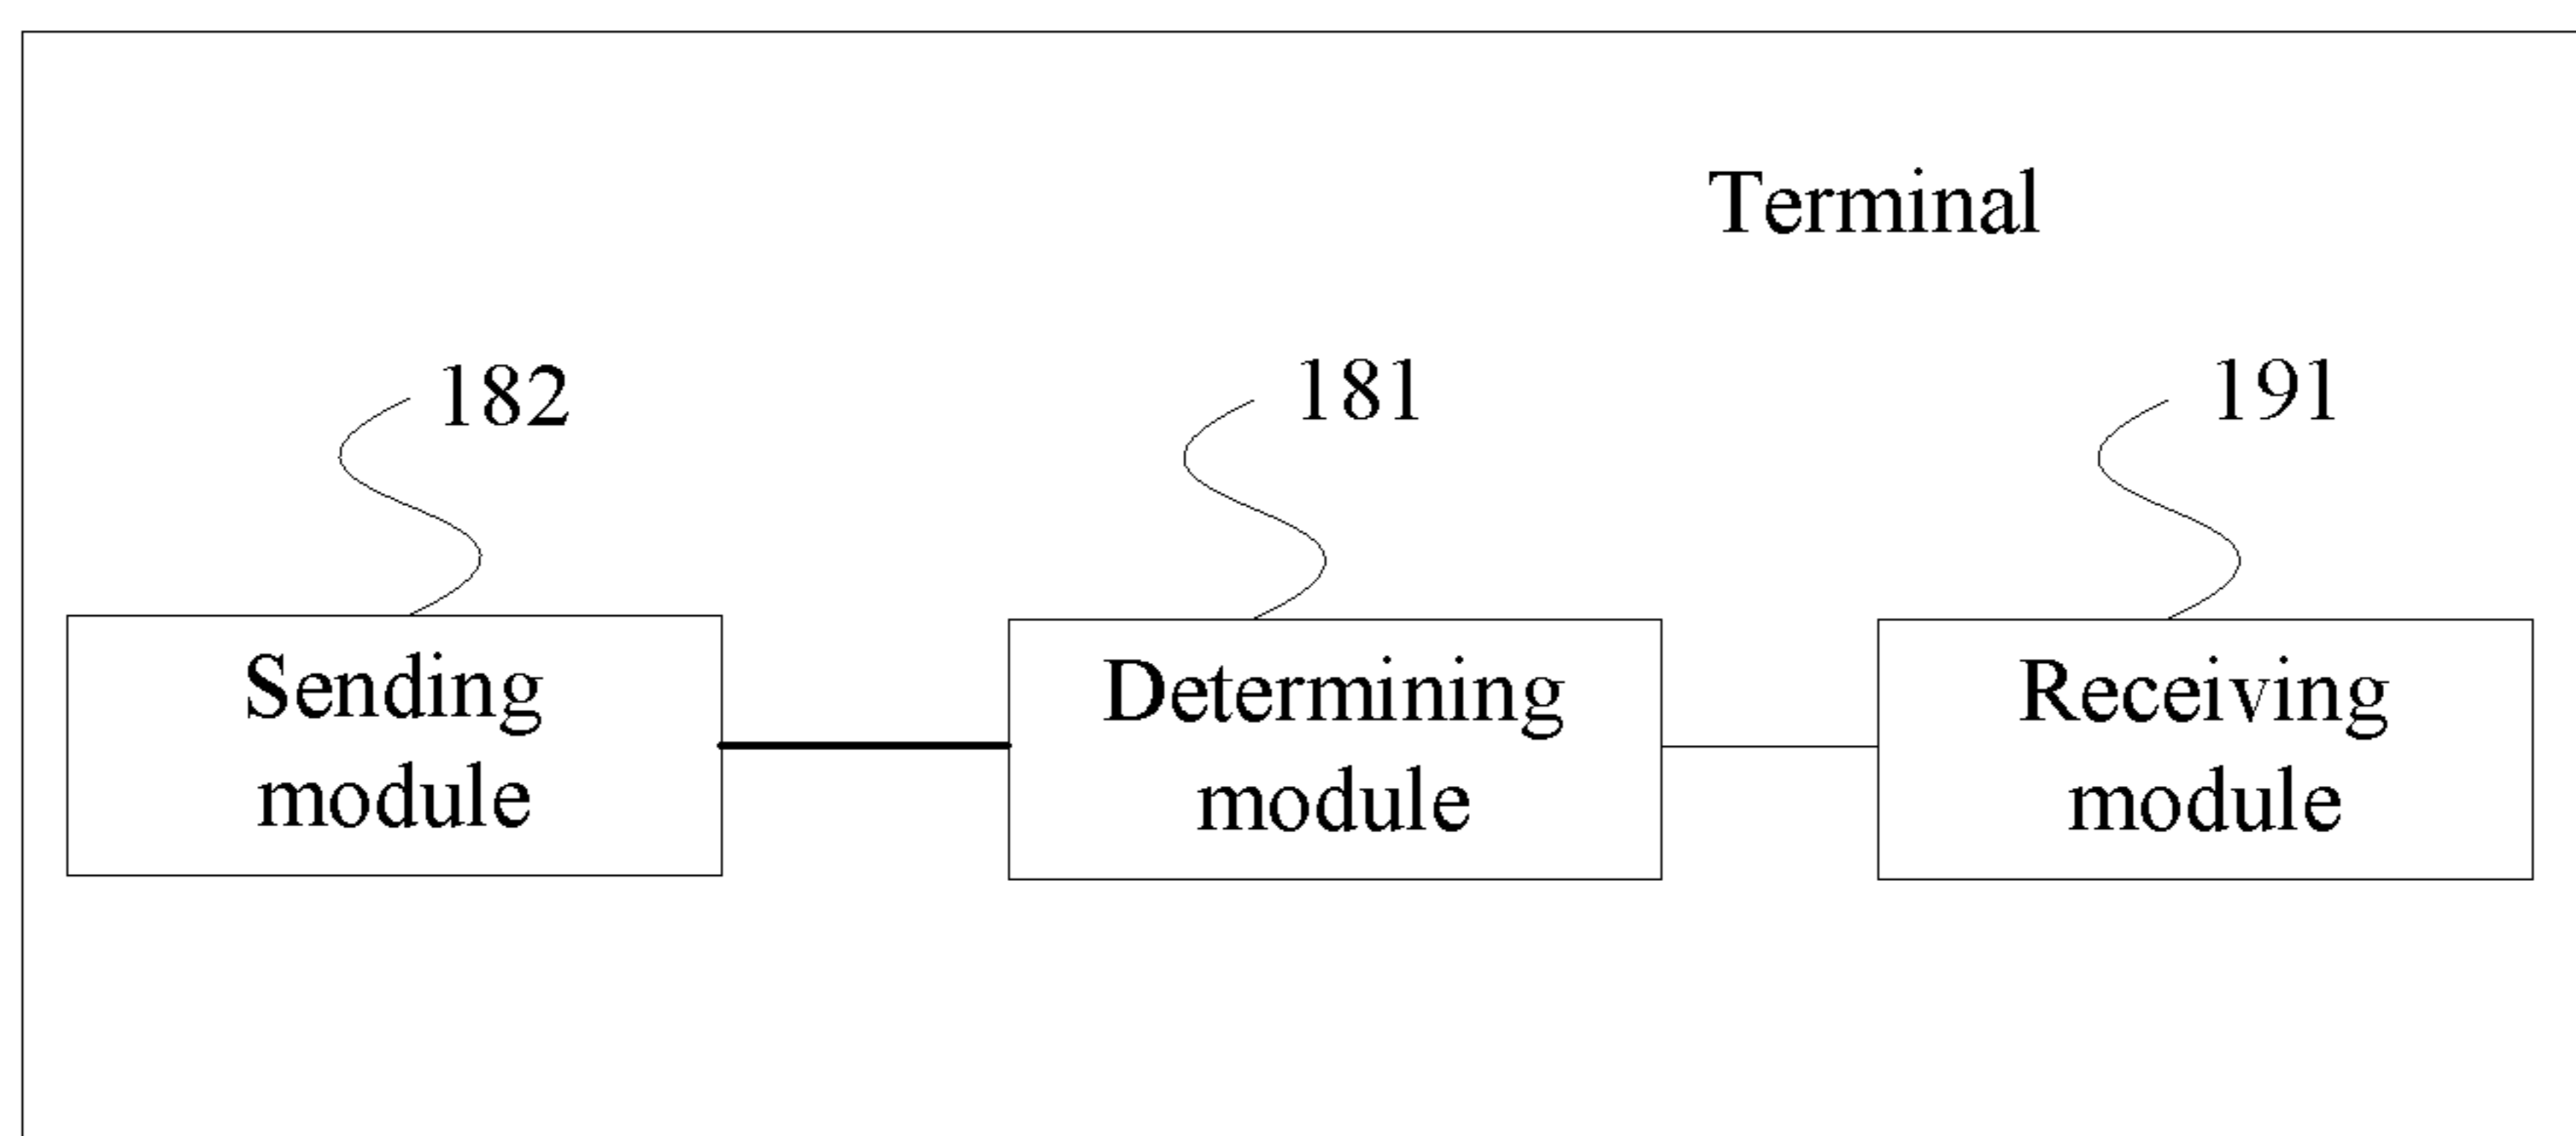 Terminal
182
181
191
Sending
module
Determining
module
Receiving
module